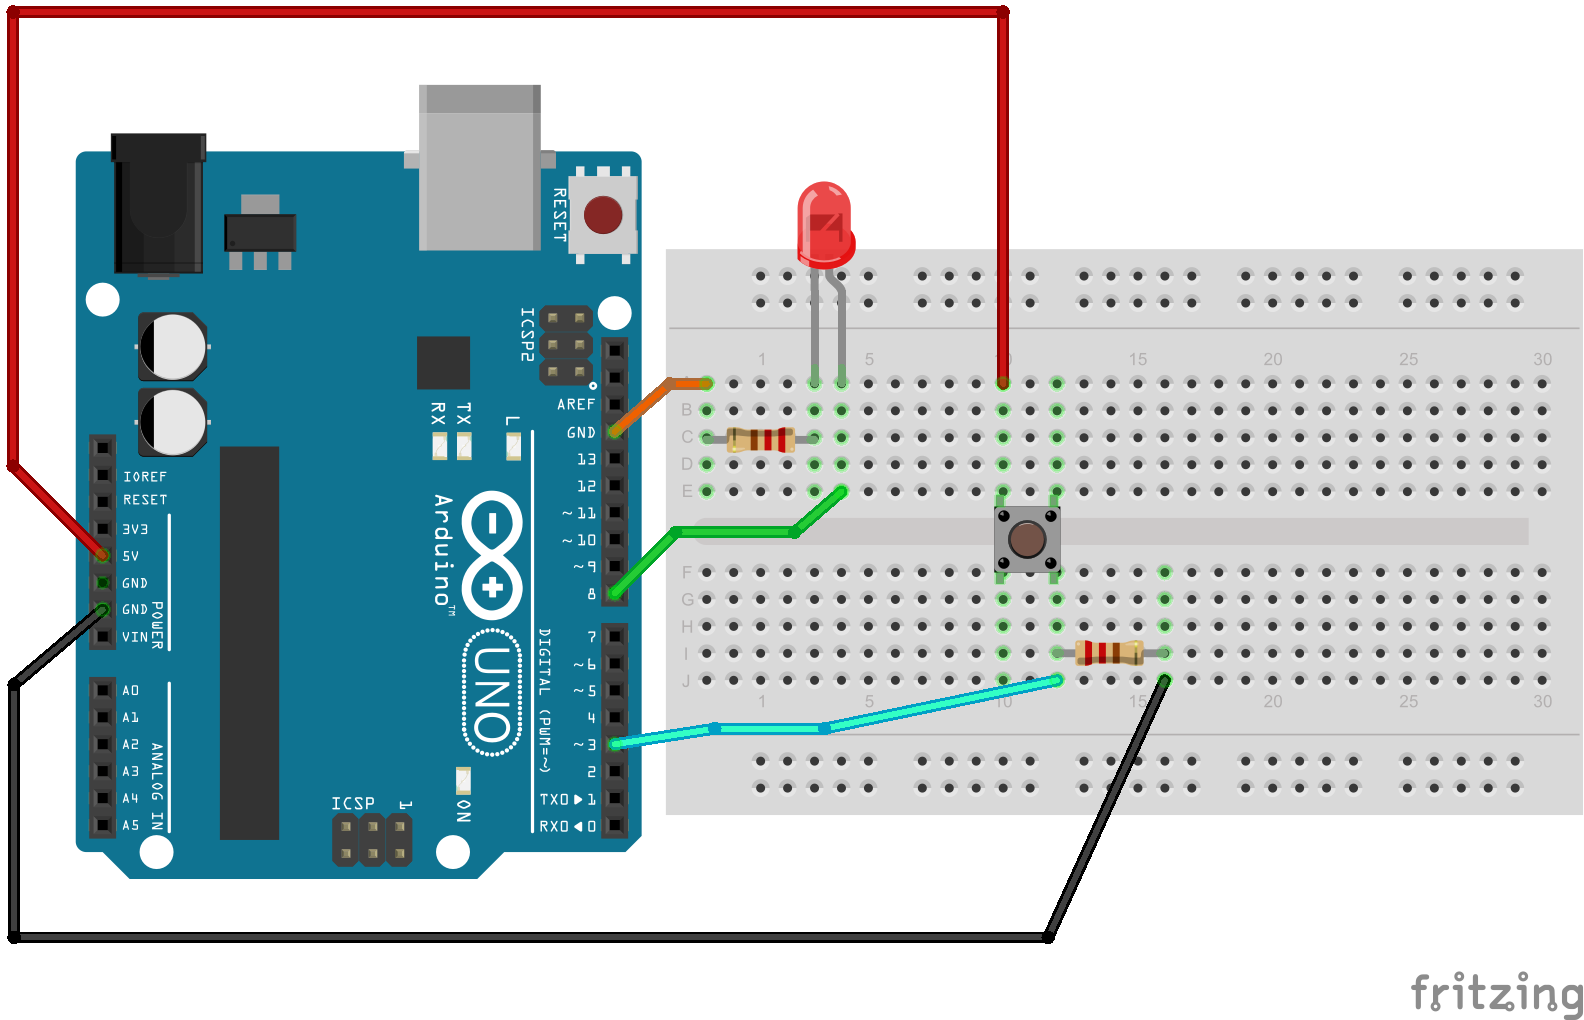 RESET
ICSP2
AREF
GND
RX
TX
L
13
12
~11
~10
~9
8
IOREF
RESET
3V3
5V
GND
GND
VIN
POWER
Arduino™
UNO
DIGITAL (PWM=~)
7
~6
~5
4
~3
2
TX0▶1
RX0◀0
A0
A1
A2
A3
A4
A5
ANALOG IN
ICSP
1
ON
1 5 10 15 20 25 30
B
C
D
E
F
G
H
I
J
1 5 10 15 20 25 30
fritzing